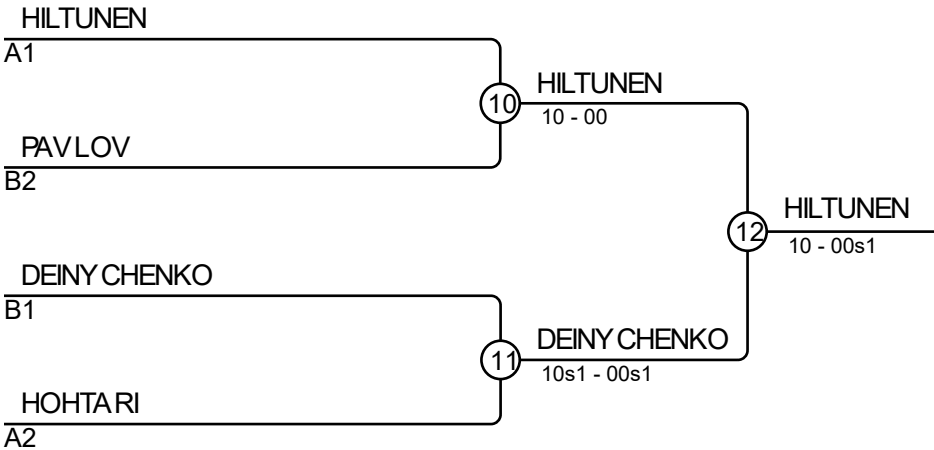 HILTUNEN
A1
10
HILTUNEN
10 - 00
PAVLOV
B2
12
HILTUNEN
10 - 00s1
DEINYCHENKO
B1
11
DEINYCHENKO
10s1 - 00s1
HOHTARI
A2